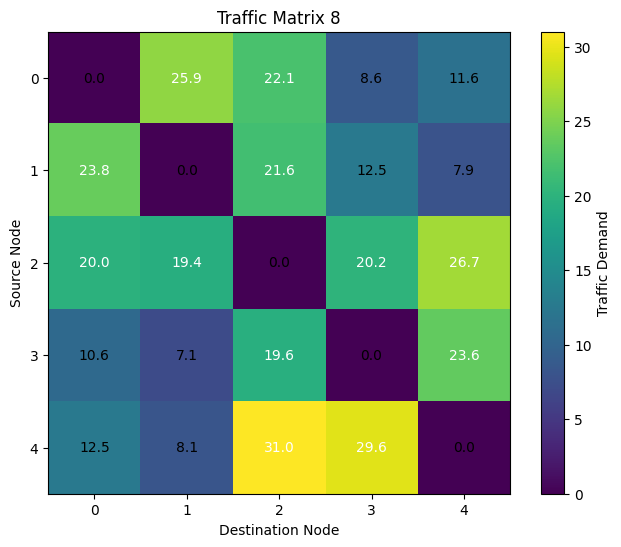 Traffic Matrix 8
0 0.0 25.9 22.1 8.6 11.6
1 23.8 0.0 21.6 12.5 7.9
2 20.0 19.4 0.0 20.2 26.7
3 10.6 7.1 19.6 0.0 23.6
4 12.5 8.1 31.0 29.6 0.0
0 1 2 3 4
Source Node
Destination Node
30
25
20
15
10
5
0
Traffic Demand